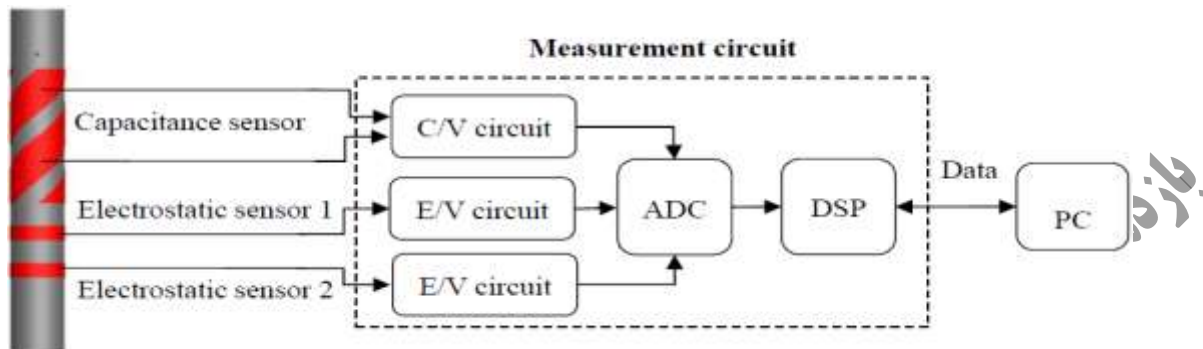 Measurement circuit
Capacitance sensor
C/V circuit
Electrostatic sensor 1
E/V circuit
ADC
DSP
Data
PC
Electrostatic sensor 2
E/V circuit